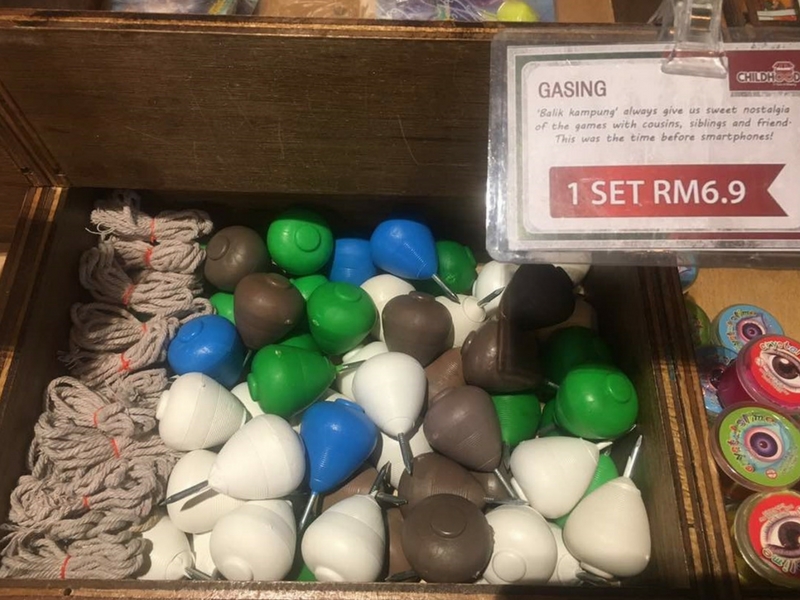 CHILDHOOD
GASING
'Balik kampung' always give us sweet nostalgia
of the games with cousins, siblings and friend.
This was the time before smartphones!
1 SET RM6.9